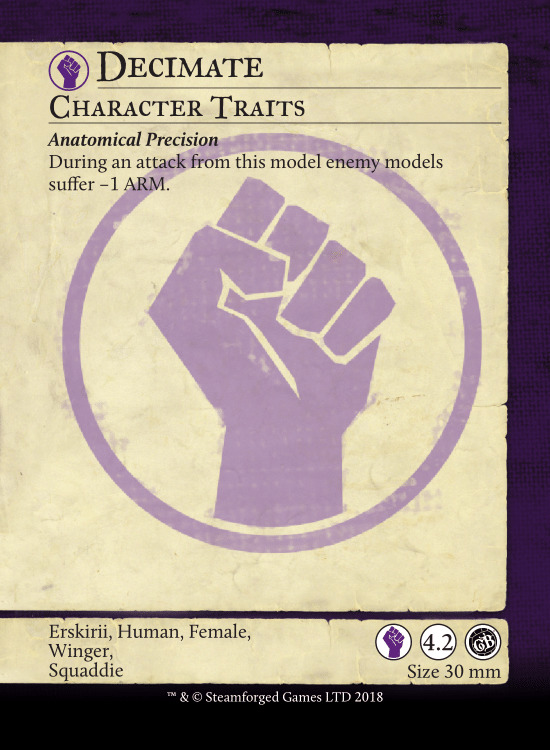 Decimate
Character Traits
Anatomical Precision
During an attack from this model enemy models
suffer −1 ARM.
Erskirii, Human, Female,
Winger,
Squaddie
4.2
GB
Size 30 mm
™ & © Steamforged Games LTD 2018